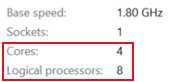 Base speed: 1.80 GHz
Sockets: 1
Cores: 4
Logical processors: 8